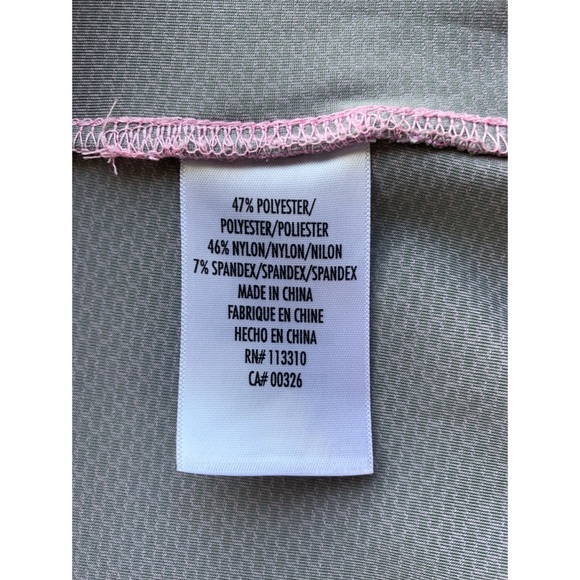 47% POLYESTER/
POLYESTER/POLIESTER
46% NYLON/NYLON/NILON
7% SPANDEX/SPANDEX/SPANDEX
MADE IN CHINA
FABRIQUE EN CHINE
HECHO EN CHINA
RN# 113310
CA# 00326